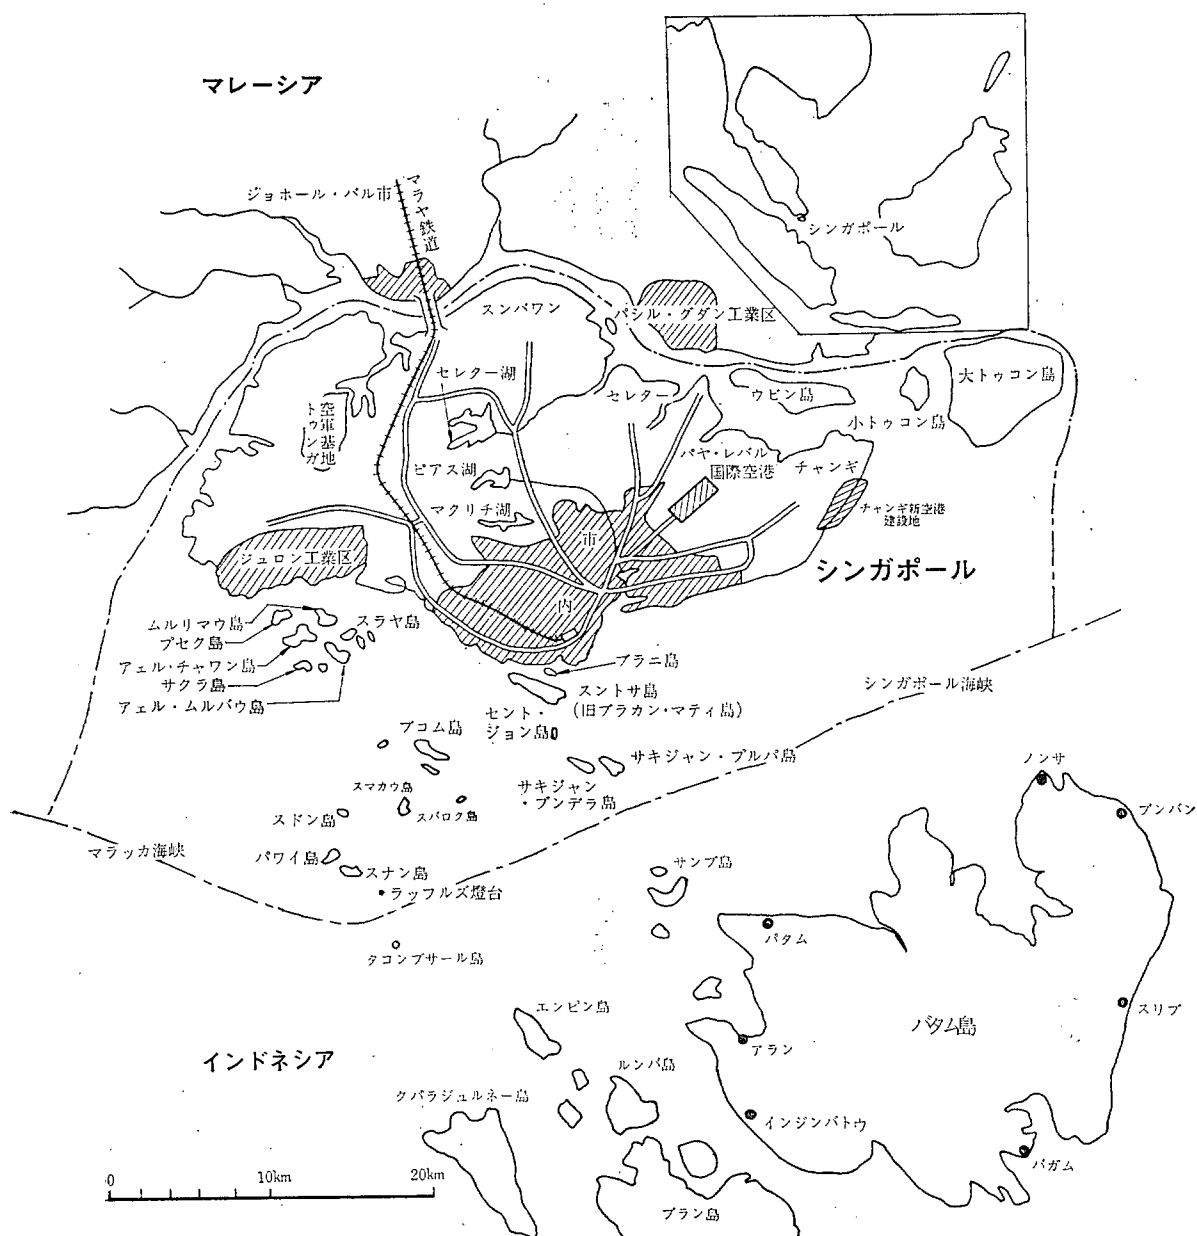 マレーシア
ジョホール・バル市
マラヤ鉄道
シンガポール
スンバワン
パシル・グダン工業区
セレター湖
セレター
ウビン島
大トゥコン島
小トゥコン島
空軍基地
トゥンガ
ピアス湖
パヤ・レバル
国際空港
チャンギ
マクリチ湖
チャンギ新空港
建設地
市
内
ジュロン工業区
シンガポール
ムルリマウ島
プセク島
スラヤ島
アェル・チャワン島
サクラ島
アェル・ムルバウ島
ブラニ島
スントサ島
(旧ブラカン・マティ島)
セント・
ジョン島
シンガポール海峡
ブコム島
サキジャン・プルパ島
サキジャン
・ブンデラ島
スマカウ島
スバロク島
スドン島
マラッカ海峡
パワイ島
スナン島
ラッフルズ燈台
サンブ島
タコンブサール島
ノンサ
ブンバン
バタム
スリブ
バタム島
エンピン島
アラン
インドネシア
ルンバ島
クバラジュルネー島
インジンバトウ
バガム
ブラン島
0 10km 20km